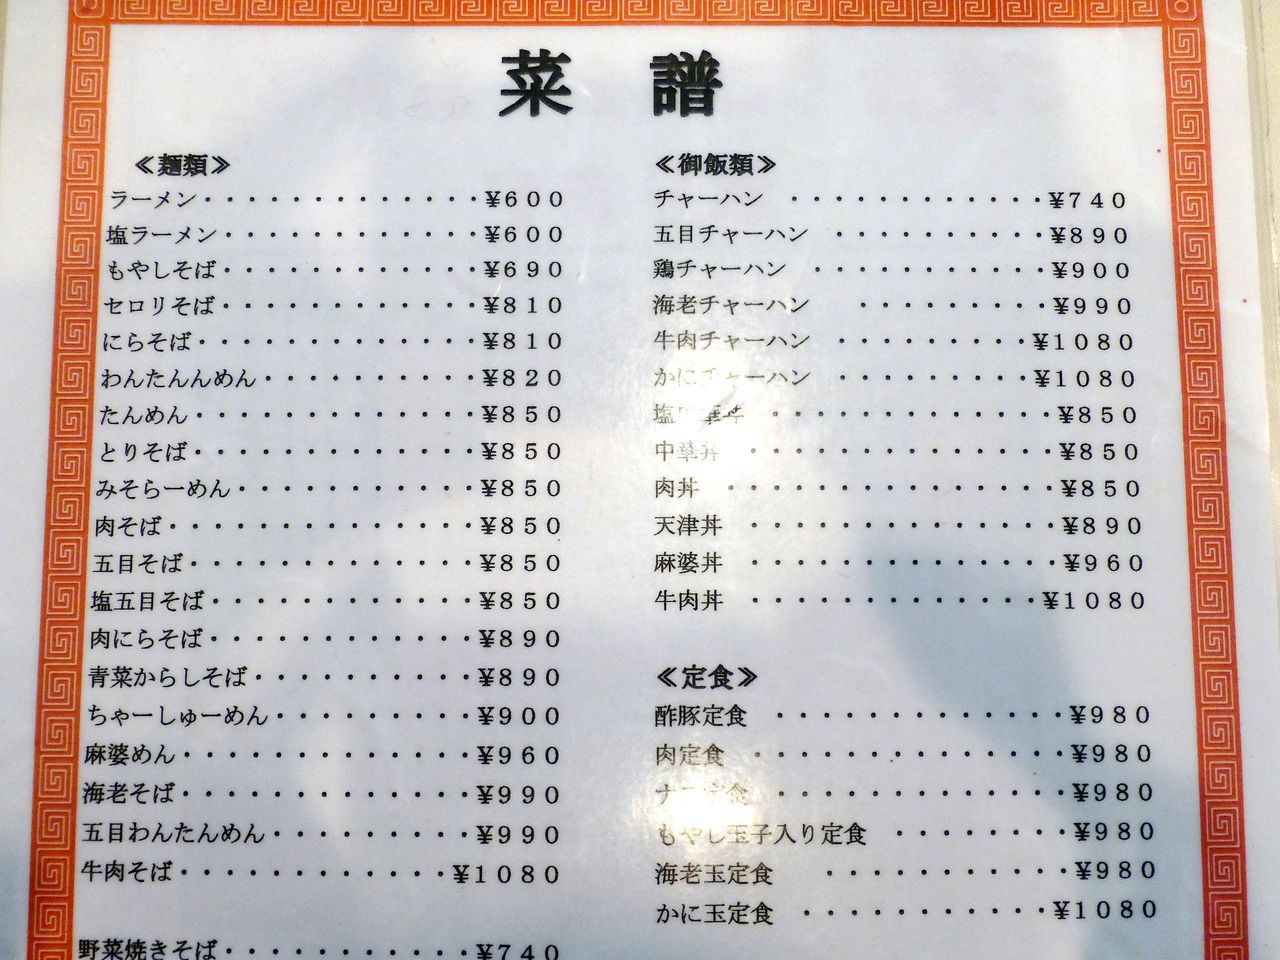 菜 譜
≪麺類≫
ラーメン・・・・・・・・・・・・・¥600
塩ラーメン・・・・・・・・・・・・¥600
もやしそば・・・・・・・・・・・・¥690
セロリそば・・・・・・・・・・・・¥810
にらそば・・・・・・・・・・・・・¥810
わんたんんめん・・・・・・・・・・¥820
たんめん・・・・・・・・・・・・・¥850
とりそば・・・・・・・・・・・・・¥850
みそらーめん・・・・・・・・・・・¥850
肉そば・・・・・・・・・・・・・・¥850
五目そば・・・・・・・・・・・・・¥850
塩五目そば・・・・・・・・・・・・¥850
肉にらそば・・・・・・・・・・・・¥890
青菜からしそば・・・・・・・・・・¥890
ちゃーしゅーめん・・・・・・・・・¥900
麻婆めん・・・・・・・・・・・・・¥960
海老そば・・・・・・・・・・・・・¥990
五目わんたんめん・・・・・・・・・¥990
牛肉そば・・・・・・・・・・・・・¥1080
野菜焼きそば・・・・・・・・・・・¥740
≪御飯類≫
チャーハン ・・・・・・・・・・・・¥740
五目チャーハン ・・・・・・・・・・¥890
鶏チャーハン ・・・・・・・・・・・¥900
海老チャーハン ・・・・・・・・・¥990
牛肉チャーハン ・・・・・・・・・¥1080
かにチャーハン ・・・・・・・・・¥1080
塩中華丼 ・・・・・・・・・・・・・¥850
中華丼 ・・・・・・・・・・・・・・¥850
肉丼 ・・・・・・・・・・・・・・・¥850
天津丼 ・・・・・・・・・・・・・・¥890
麻婆丼 ・・・・・・・・・・・・・・¥960
牛肉丼 ・・・・・・・・・・・・・¥1080
≪定食≫
酢豚定食 ・・・・・・・・・・・・・¥980
肉定食 ・・・・・・・・・・・・・・¥980
定食 ・・・・・・・・・・・・・¥980
もやし玉子入り定食 ・・・・・・・・¥980
海老玉定食 ・・・・・・・・・・・¥980
かに玉定食 ・・・・・・・・・・・¥1080